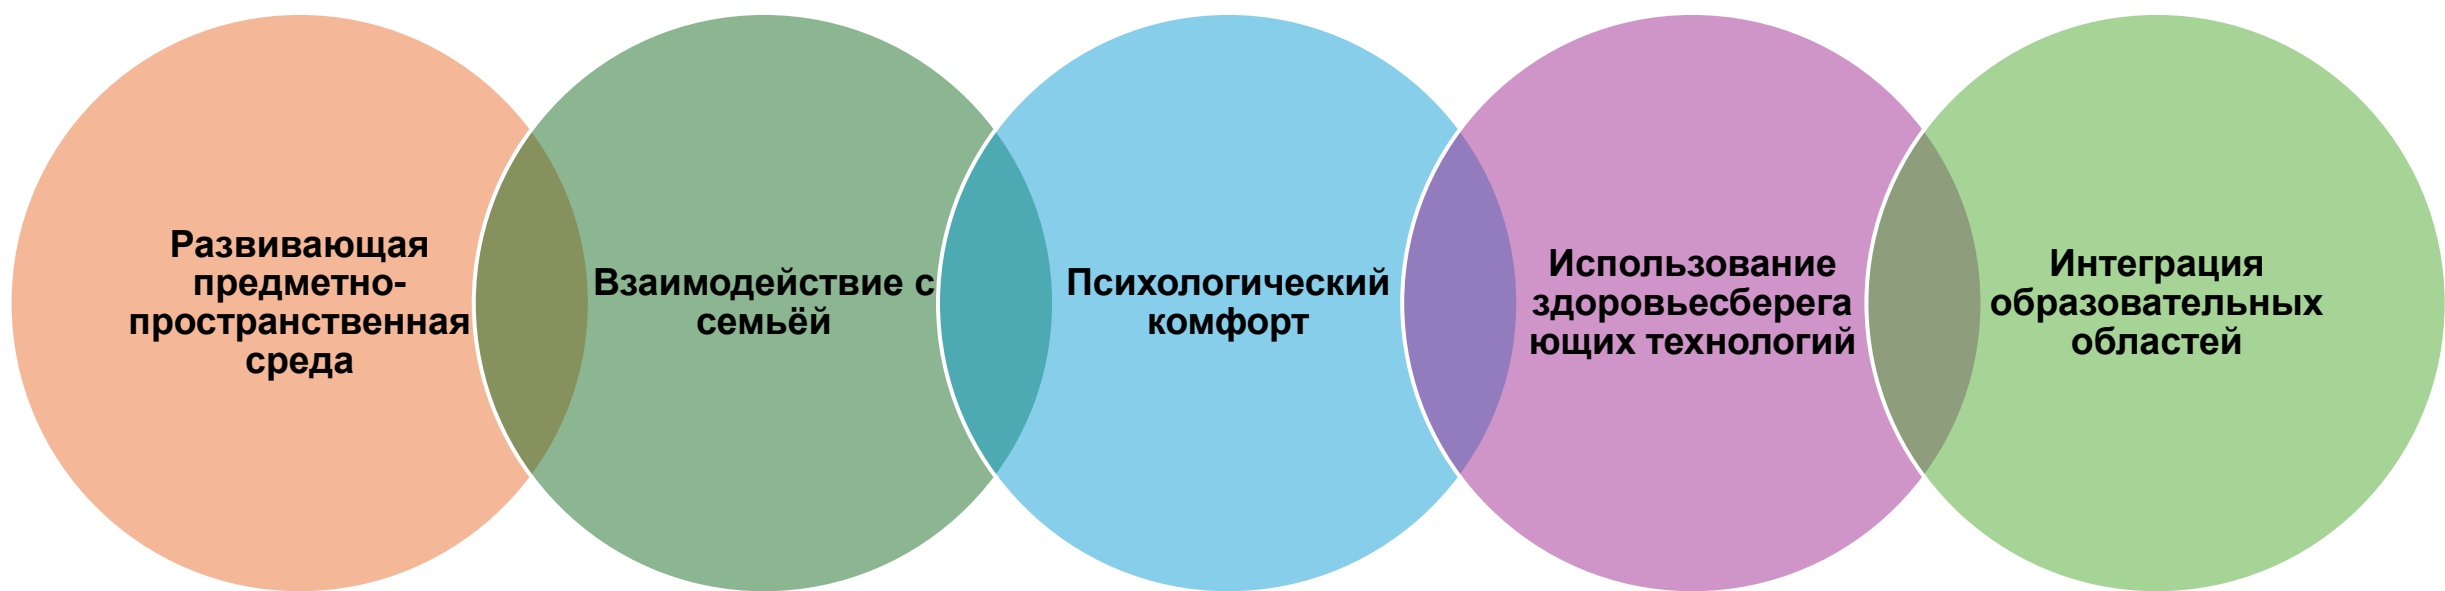 Развивающая
предметно-
пространственная
среда
Взаимодействие с
семьёй
Психологический
комфорт
Использование
здоровьесберега
ющих технологий
Интеграция
образовательных
областей